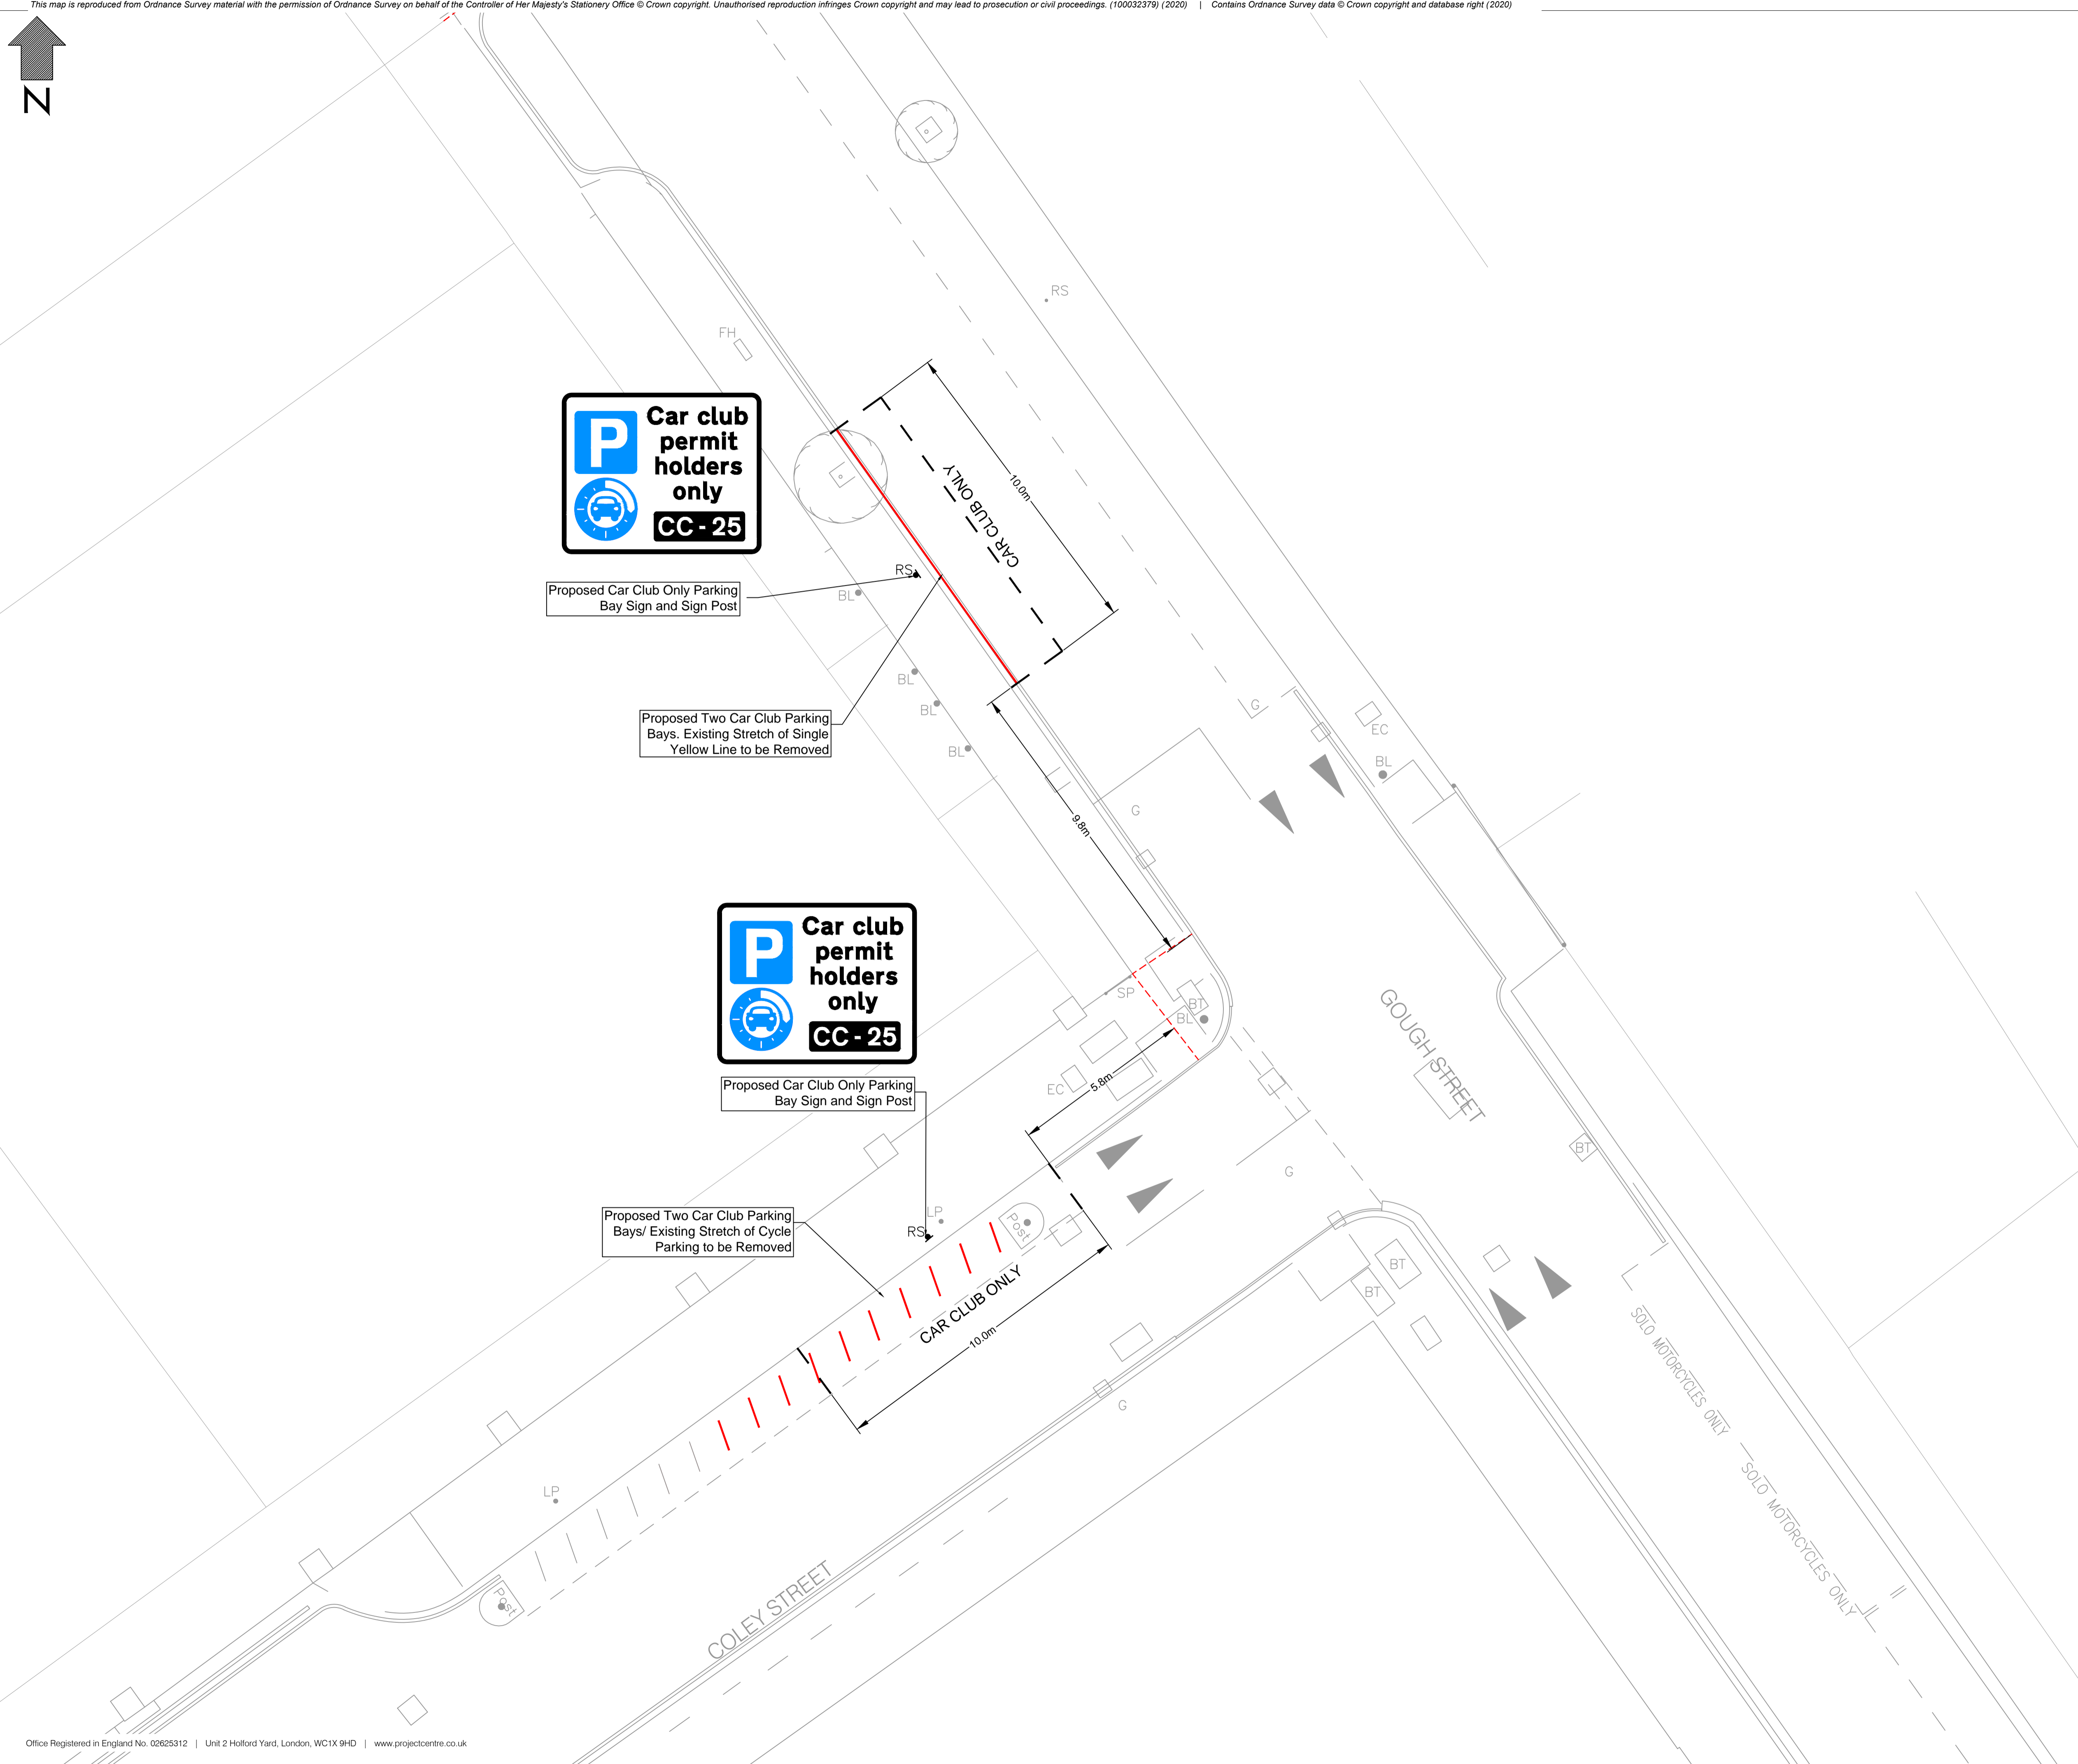 This map is reproduced from Ordnance Survey material with the permission of Ordnance Survey on behalf of the Controller of Her Majesty's Stationery Office © Crown copyright. Unauthorised reproduction infringes Crown copyright and may lead to prosecution or civil proceedings. (100032379) (2020) | Contains Ordnance Survey data © Crown copyright and database right (2020)
N
RS
FH
P
Car club
permit
holders
only
CC - 25
CAR CLUB ONLY
10.0m
RS
BL
Proposed Car Club Only Parking
Bay Sign and Sign Post
BL
BL
BL
Proposed Two Car Club Parking
Bays. Existing Stretch of Single
Yellow Line to be Removed
G
EC
BL
G
9.8m
P
Car club
permit
holders
only
CC - 25
SP
BT
BL
GOUGH STREET
EC
5.8m
Proposed Car Club Only Parking
Bay Sign and Sign Post
BT
G
LP
RS
Post
Proposed Two Car Club Parking
Bays/ Existing Stretch of Cycle
Parking to be Removed
CAR CLUB ONLY
10.0m
BT
BT
G
SOLO MOTORCYCLES ONLY
SOLO MOTORCYCLES ONLY
LP
Post
COLEY STREET
Office Registered in England No. 02625312 | Unit 2 Holford Yard, London, WC1X 9HD | www.projectcentre.co.uk